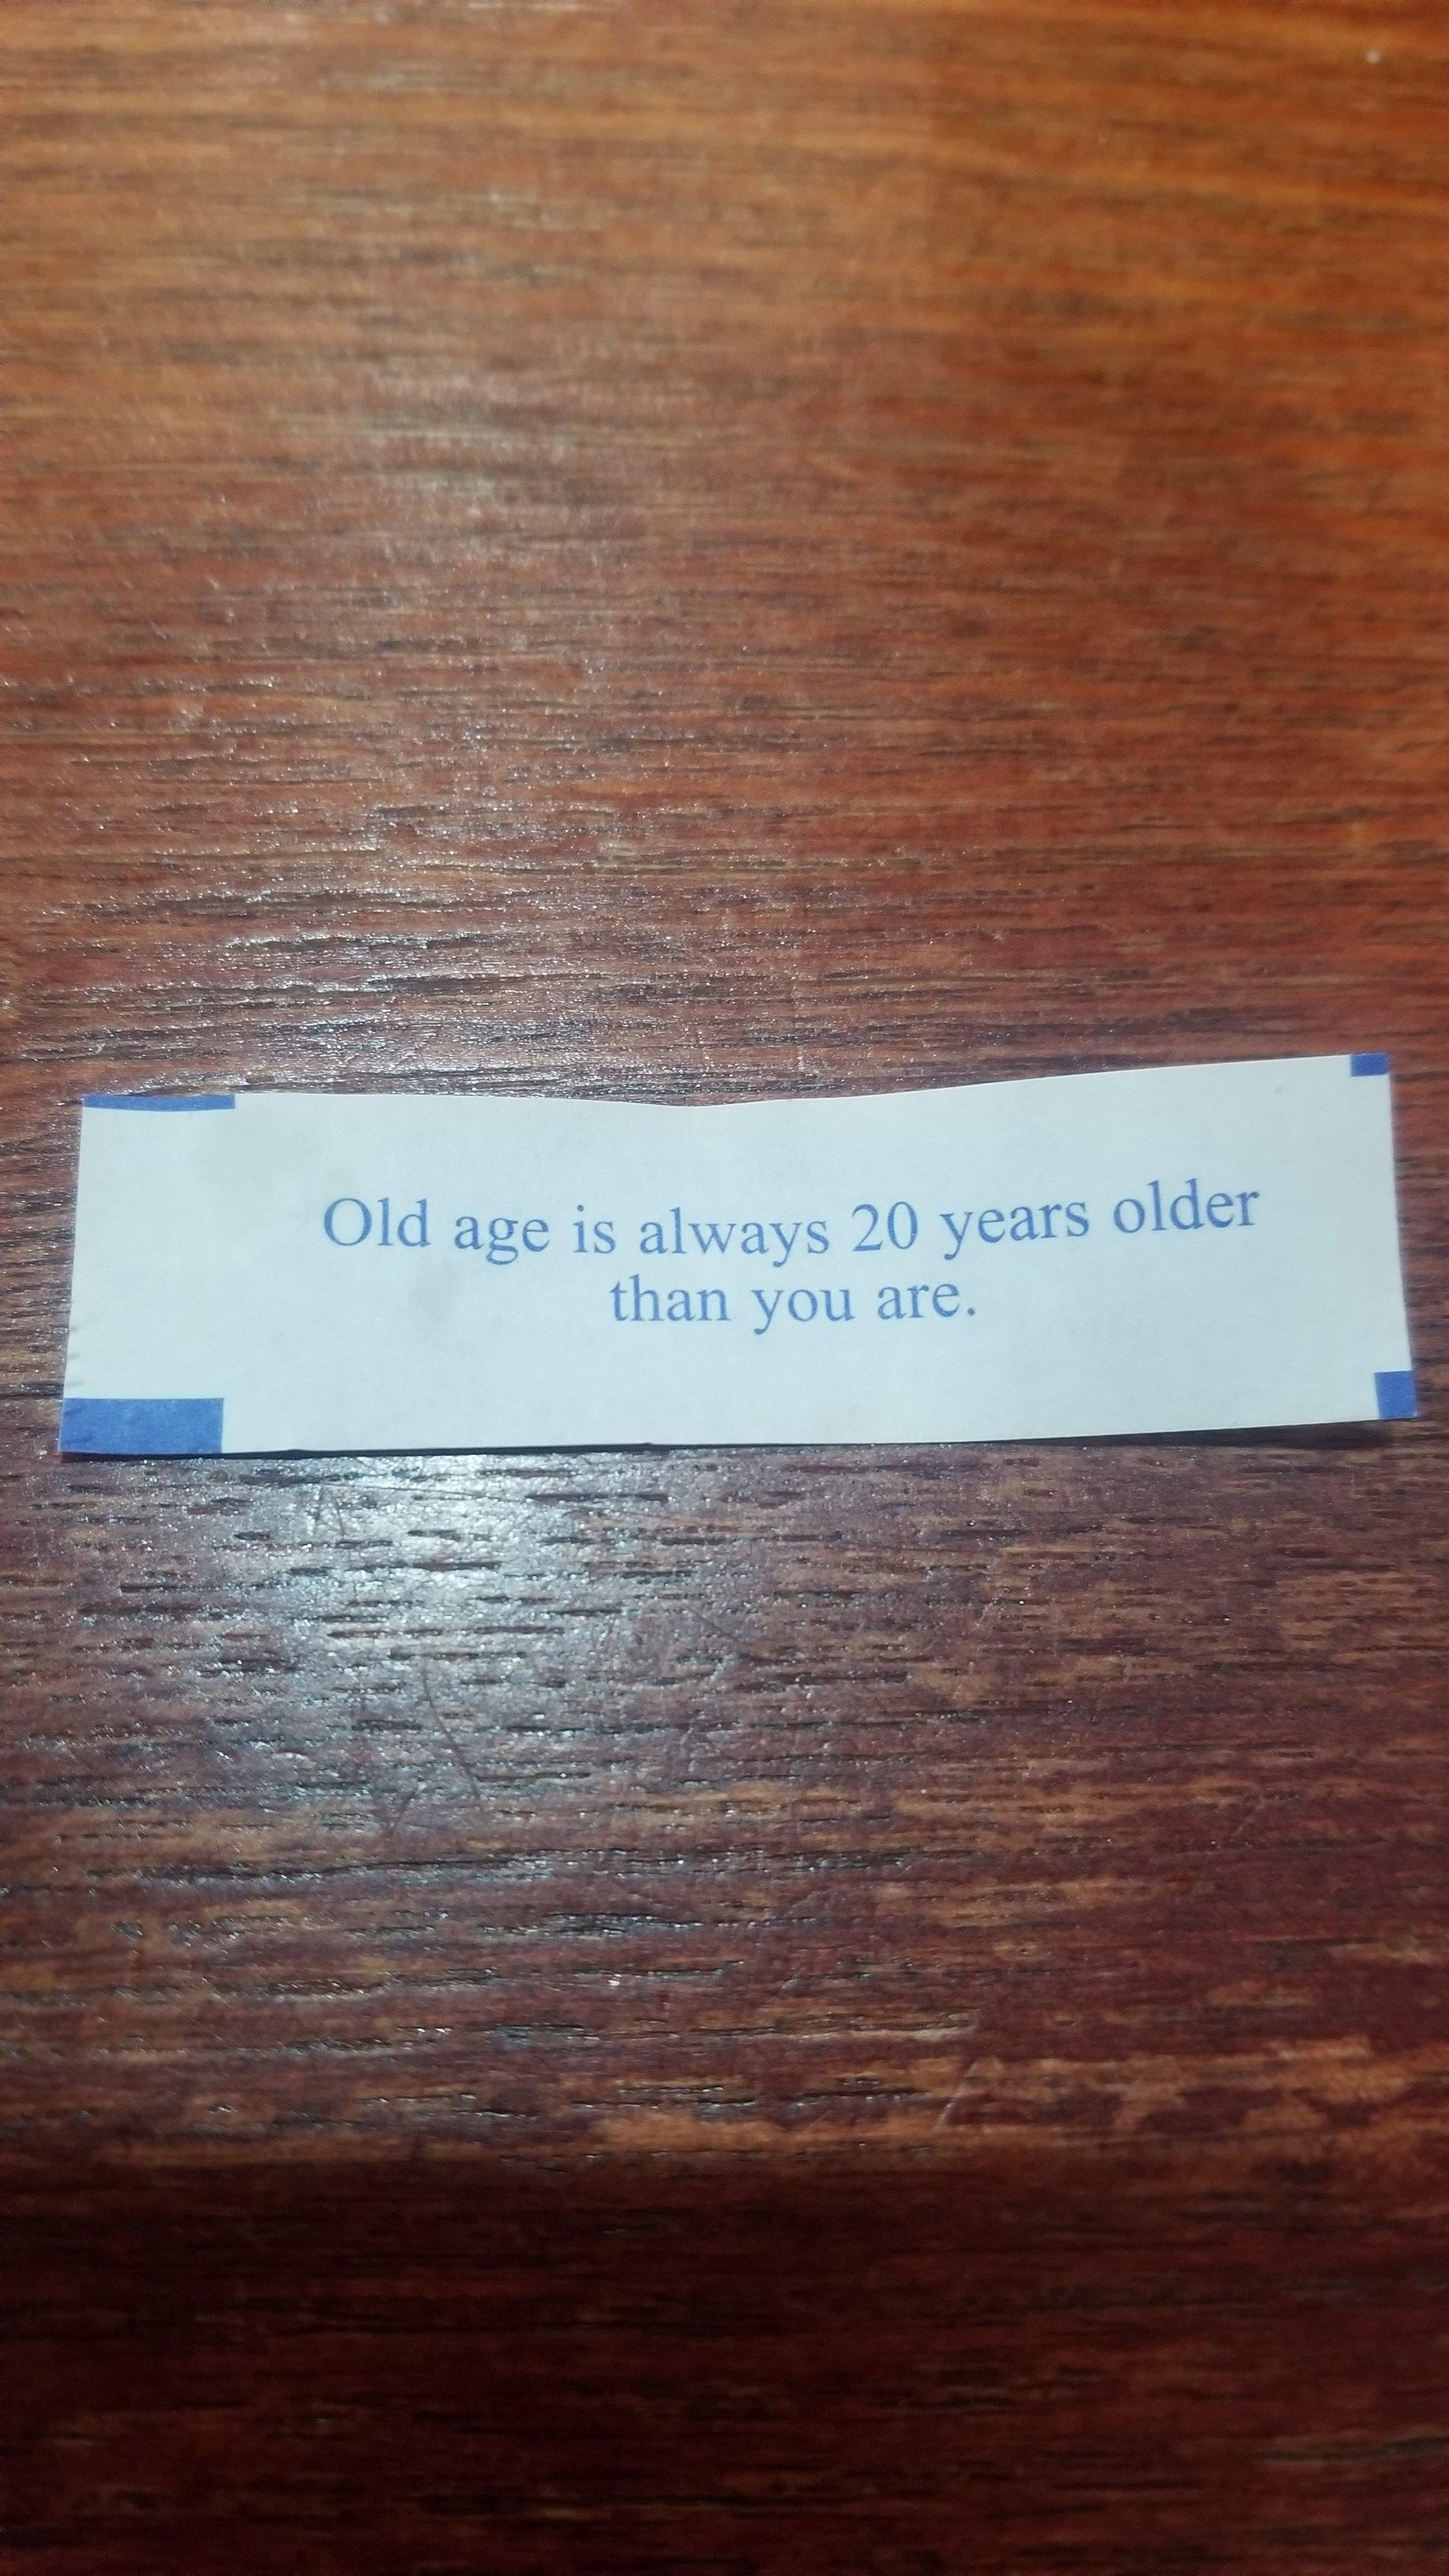 Old age is always 20 years older
than you are.